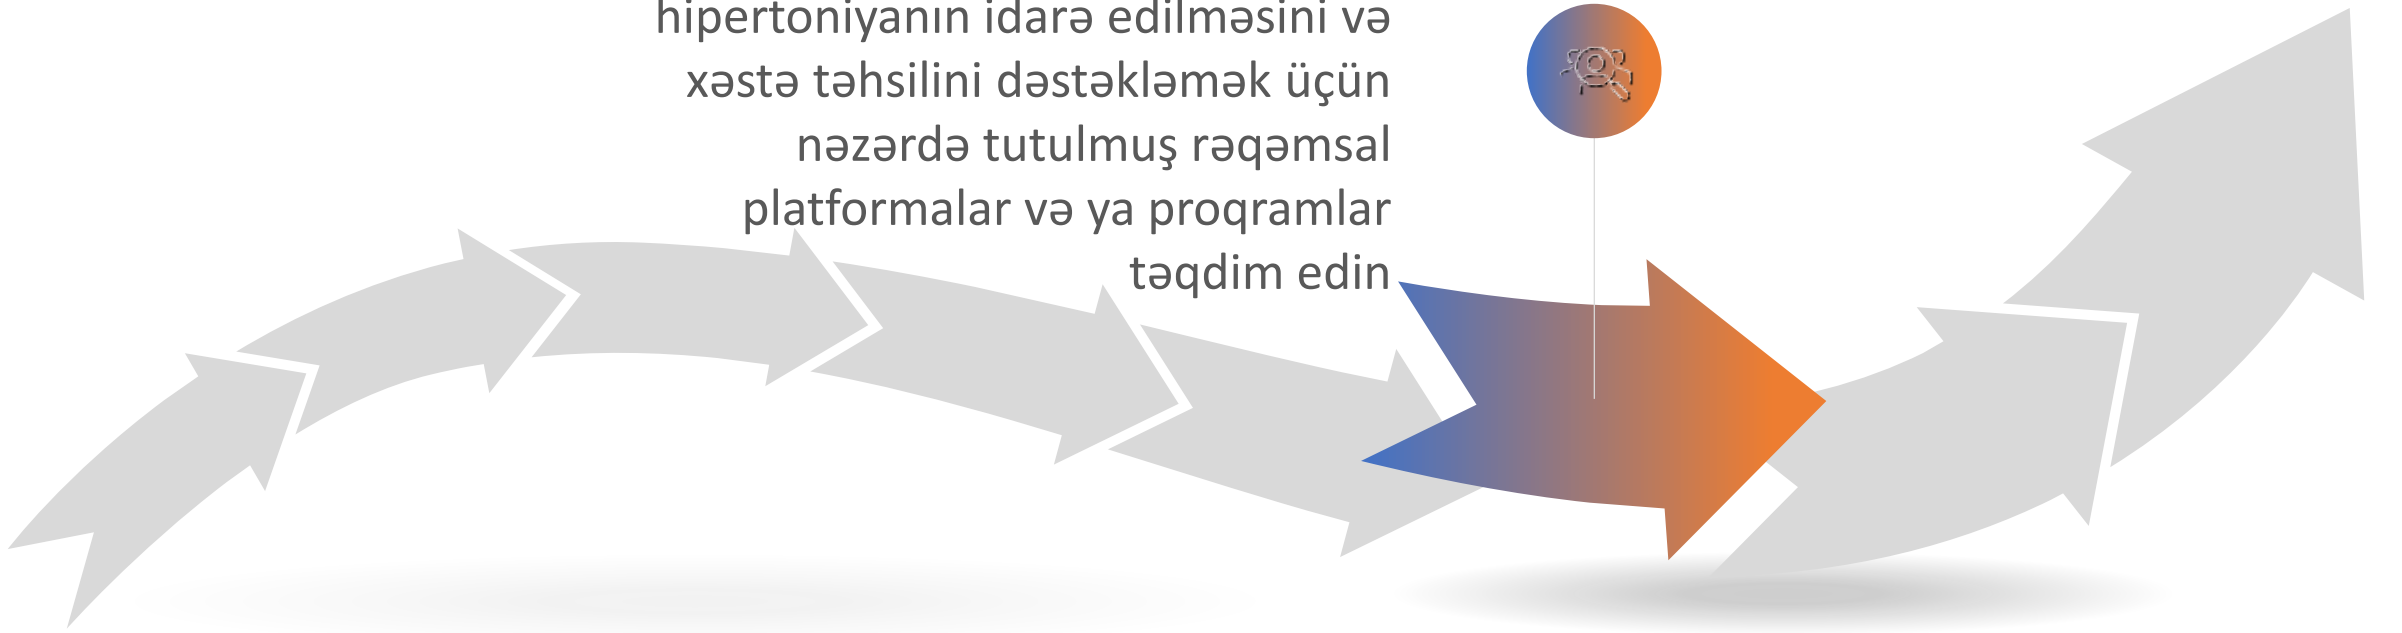 hipertoniyanın idarə edilməsini və
xəstə təhsilini dəstəkləmək üçün
nəzərdə tutulmuş rəqəmsal
platformalar və ya proqramlar
təqdim edin